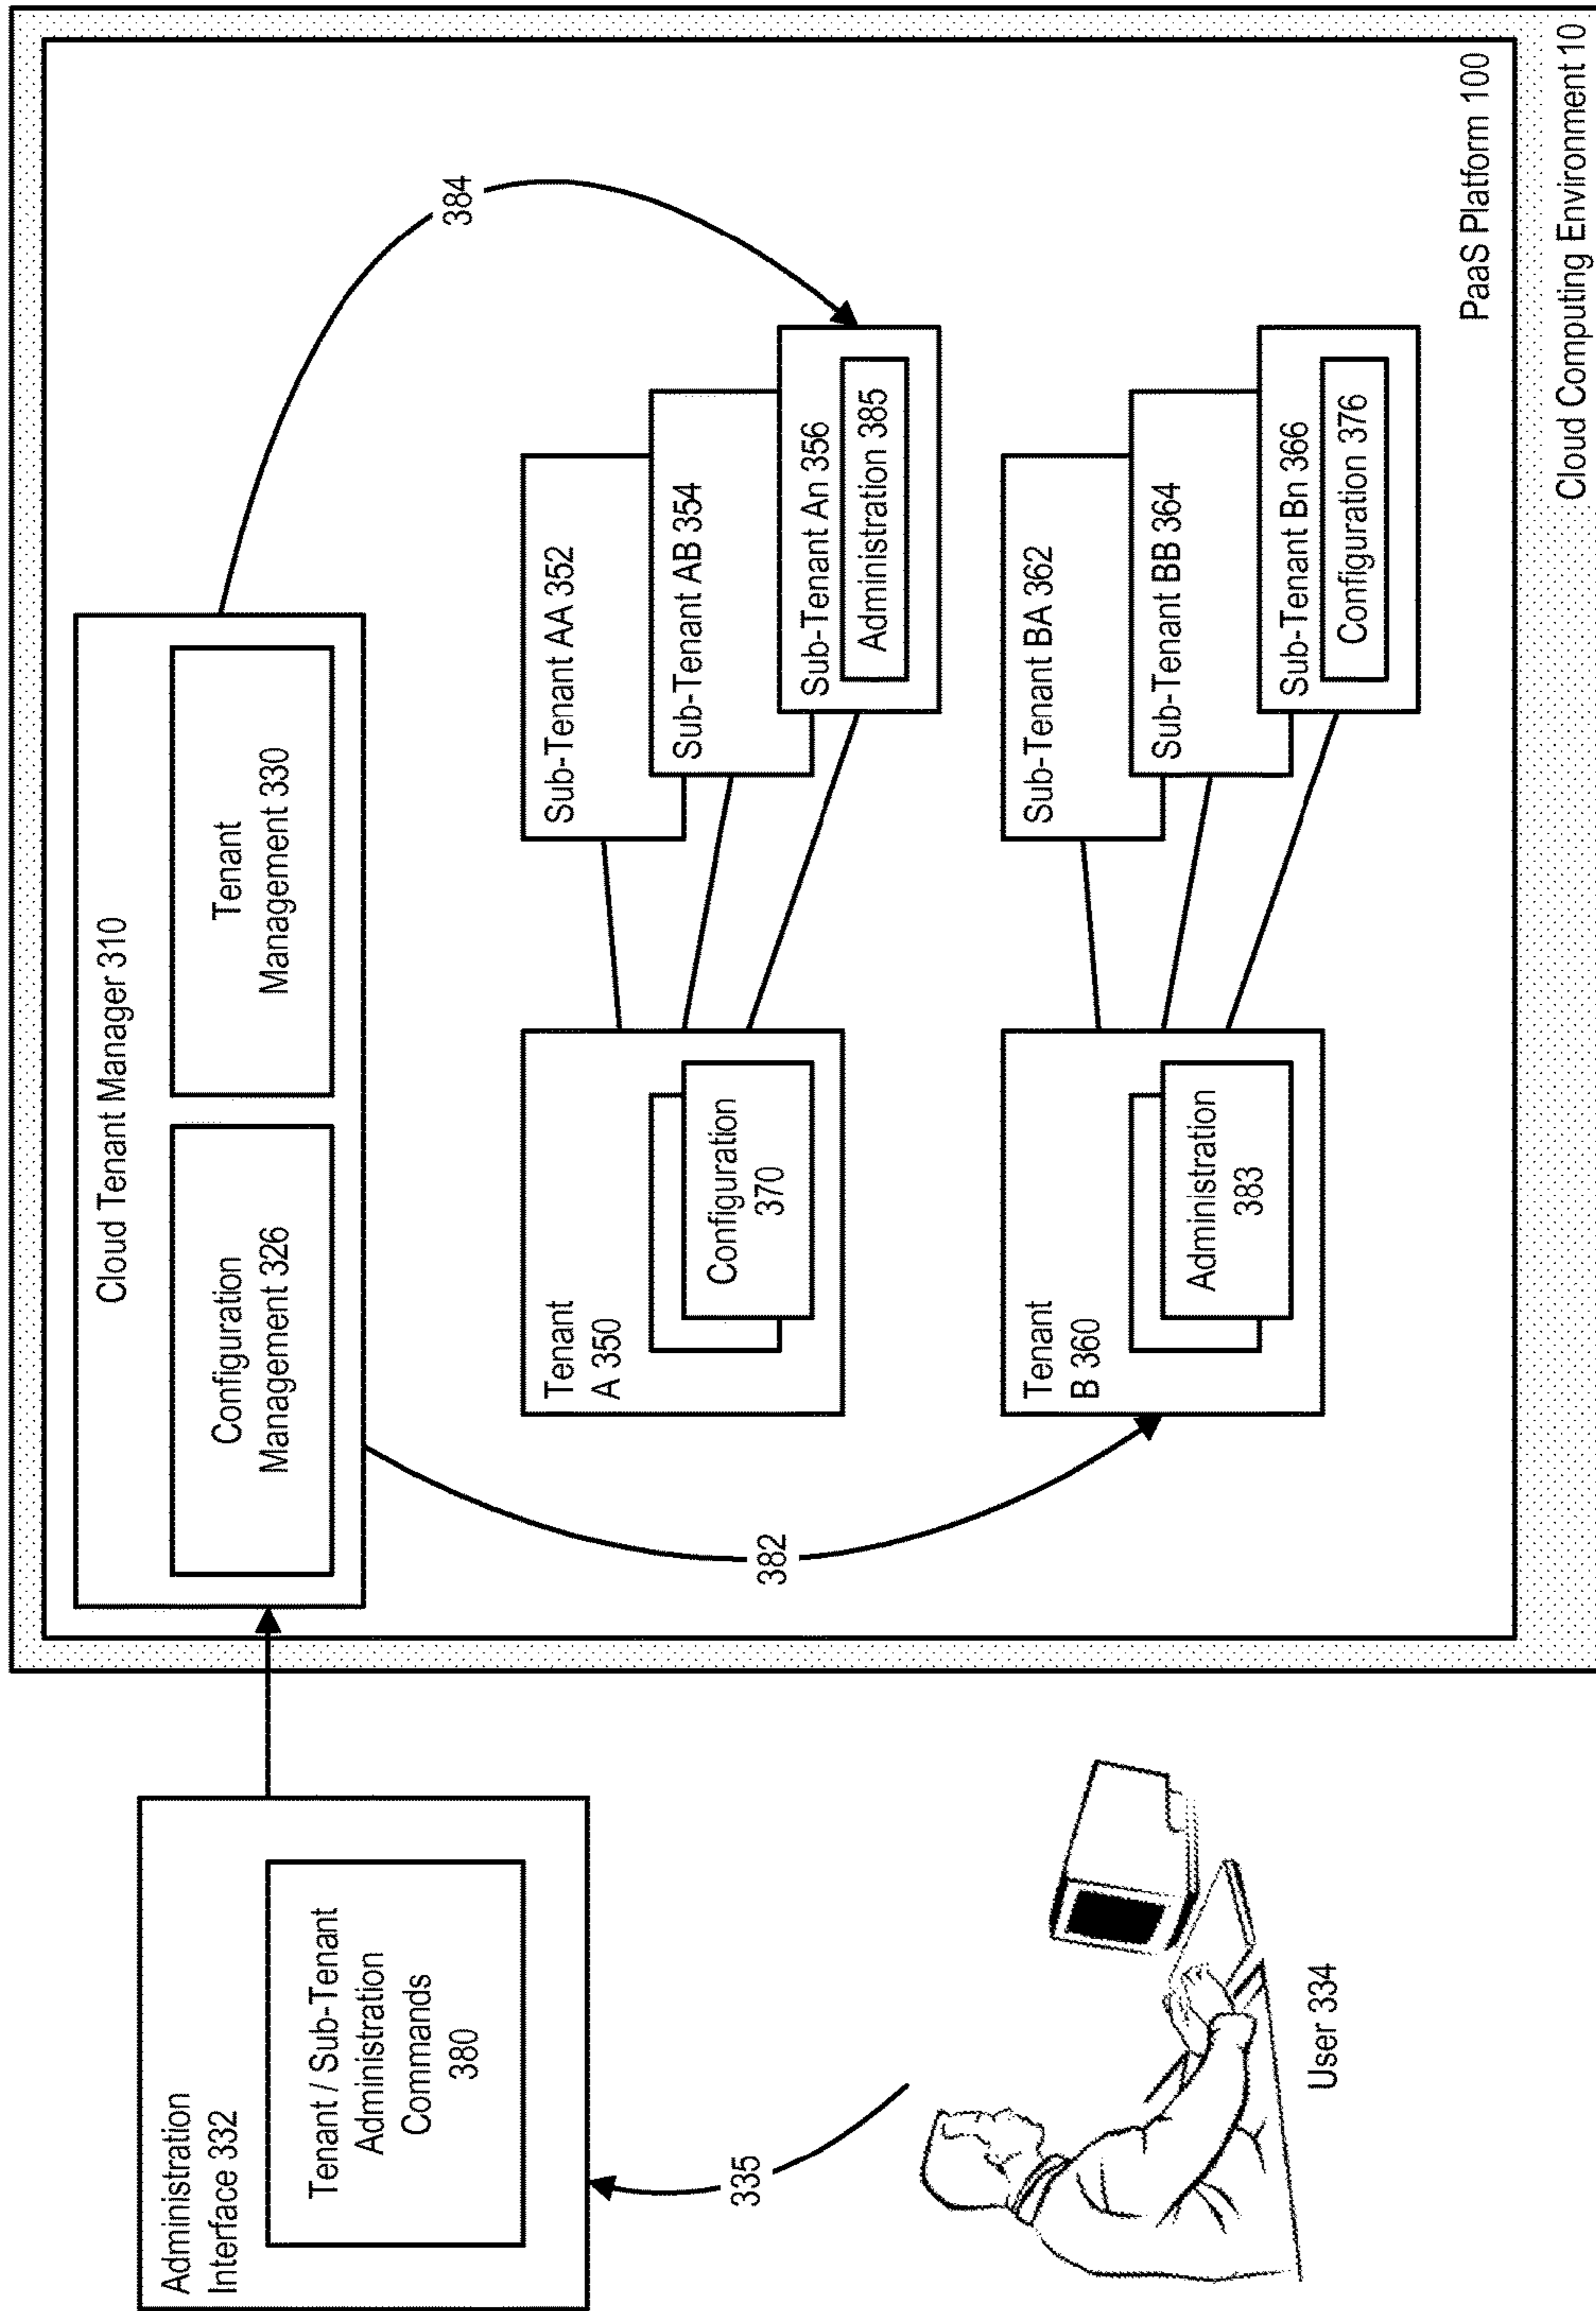 Administration
Interface 332
Tenant / Sub-Tenant
Administration
Commands
380
335
User 334
Cloud Tenant Manager 310
Configuration
Management 326
Tenant
Management 330
382
384
Tenant
A 350
Configuration
370
Sub-Tenant AA 352
Sub-Tenant AB 354
Sub-Tenant An 356
Administration 385
Tenant
B 360
Administration
383
Sub-Tenant BA 362
Sub-Tenant BB 364
Sub-Tenant Bn 366
Configuration 376
PaaS Platform 100
Cloud Computing Environment 10